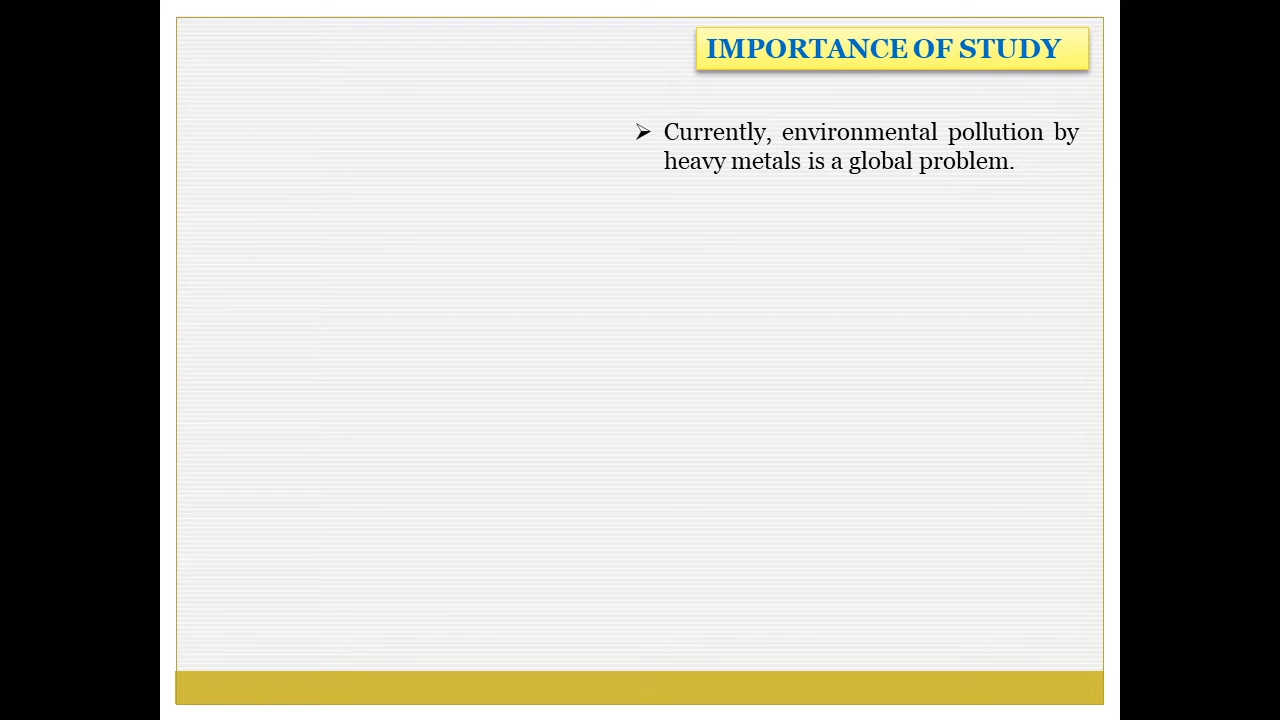 IMPORTANCE OF STUDY
➢ Currently, environmental pollution by
heavy metals is a global problem.